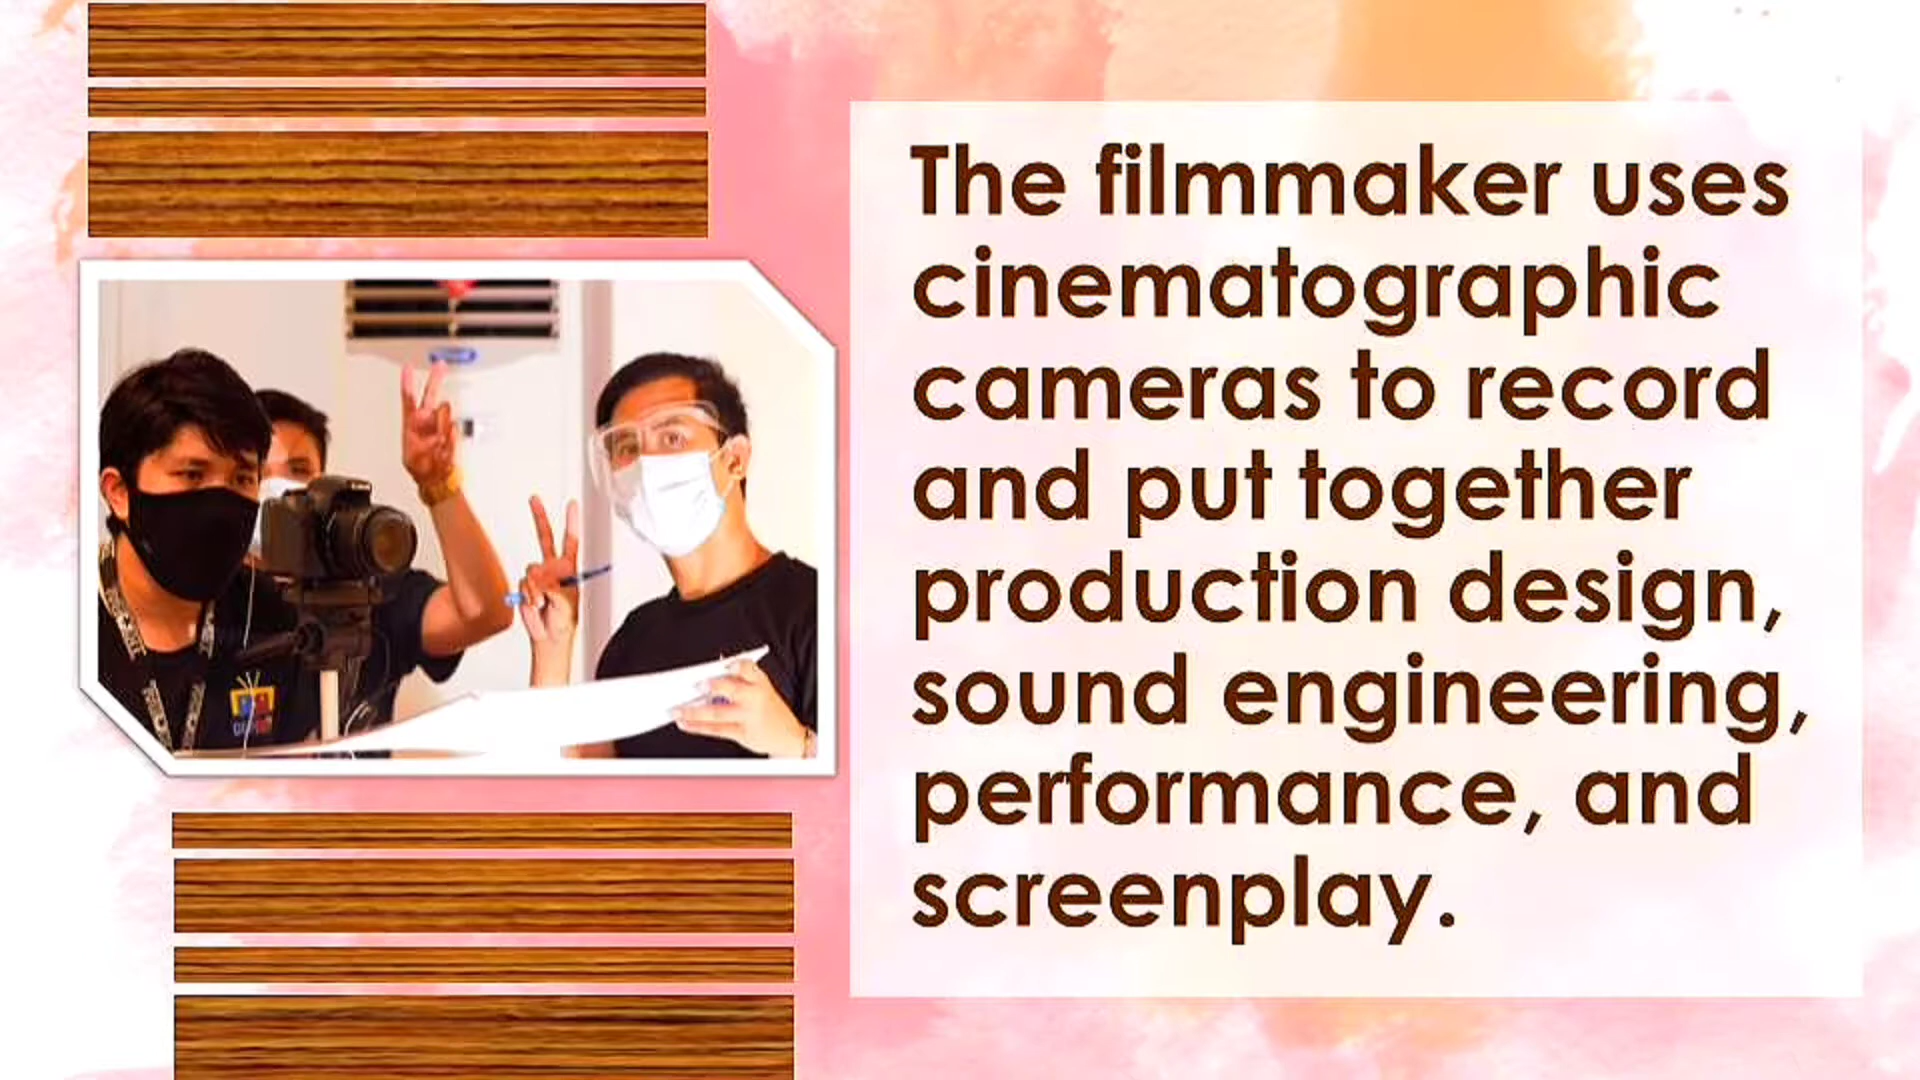 The filmmaker uses
cinematographic
cameras to record
and put together
production design,
sound engineering,
performance, and
screenplay.